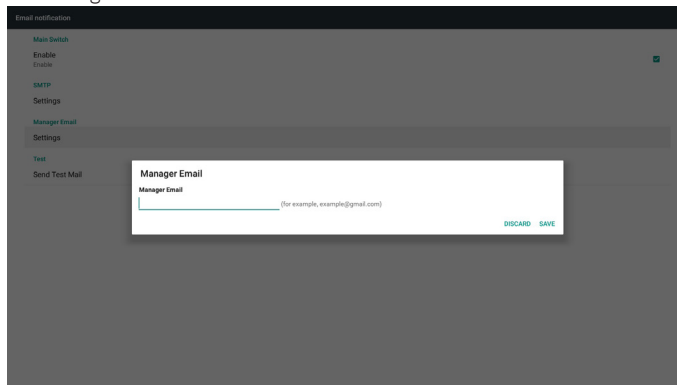 Email notification
Main Switch
Enable
Enable
SMTP
Settings
Manager Email
Settings
Test
Send Test Mail
Manager Email
Manager Email
(for example, example@gmail.com)
DISCARD SAVE